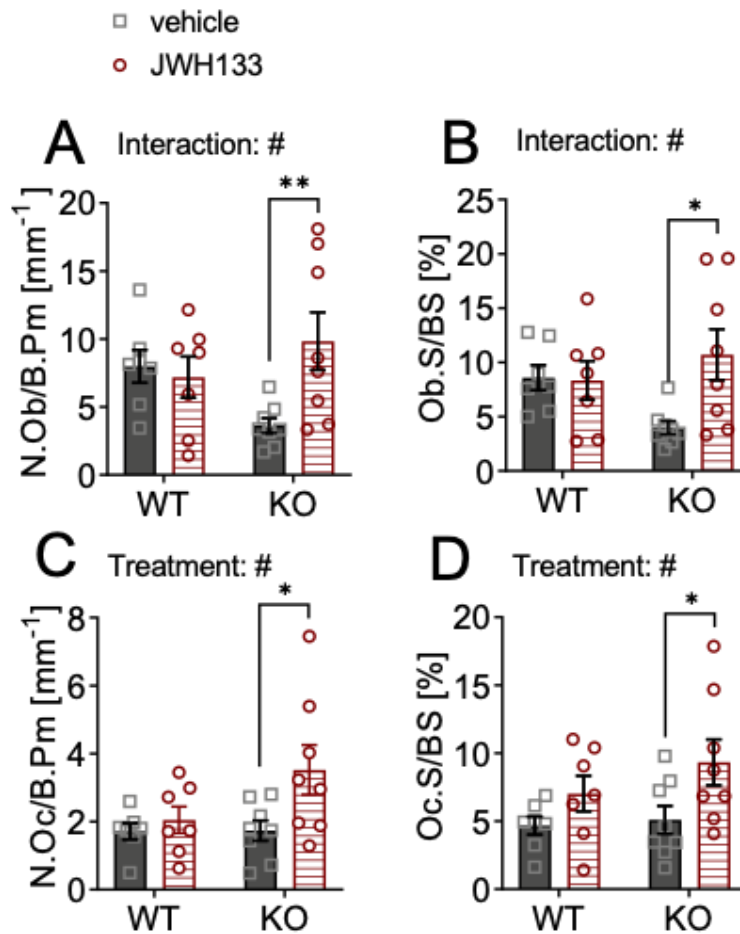 vehicle
JWH133
A Interaction: #
N.Ob/B.Pm [mm⁻¹]
20
15
10
5
0
**
WT KO
B Interaction: #
Ob.S/BS [%]
25
20
15
10
5
0
*
WT KO
C Treatment: #
N.Oc/B.Pm [mm⁻¹]
8
6
4
2
0
*
WT KO
D Treatment: #
Oc.S/BS [%]
20
15
10
5
0
*
WT KO